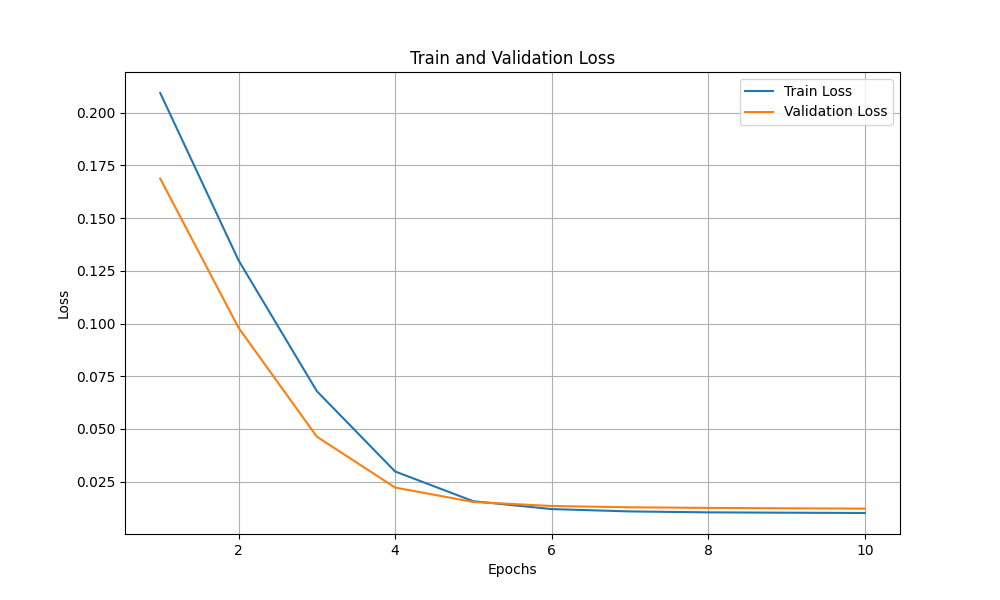 Train and Validation Loss
Train Loss
Validation Loss
0.200
0.175
0.150
0.125
0.100
0.075
0.050
0.025
Loss
2 4 6 8 10
Epochs